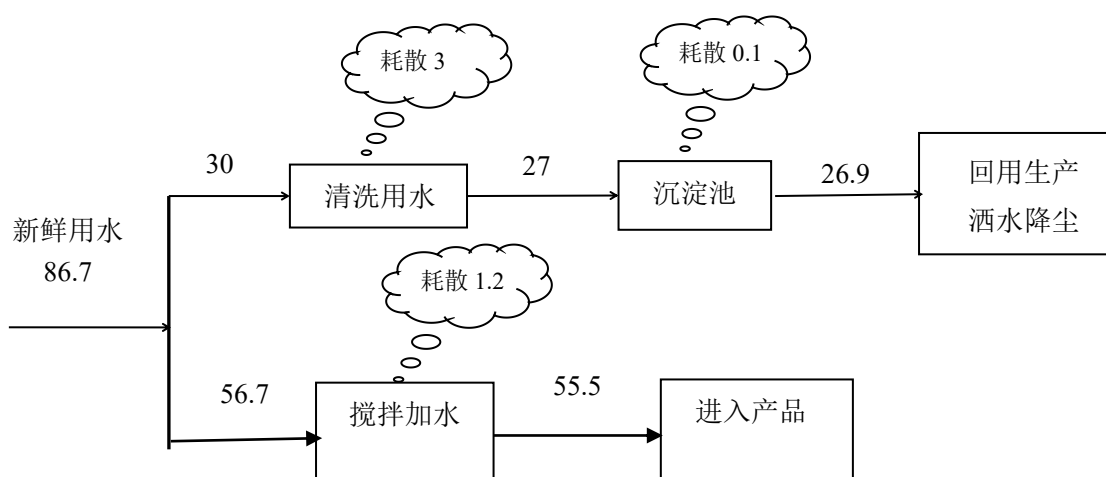 耗散 3
耗散 0.1
30
清洗用水
27
沉淀池
26.9
回用生产
洒水降尘
新鲜用水
86.7
耗散 1.2
56.7
搅拌加水
55.5
进入产品